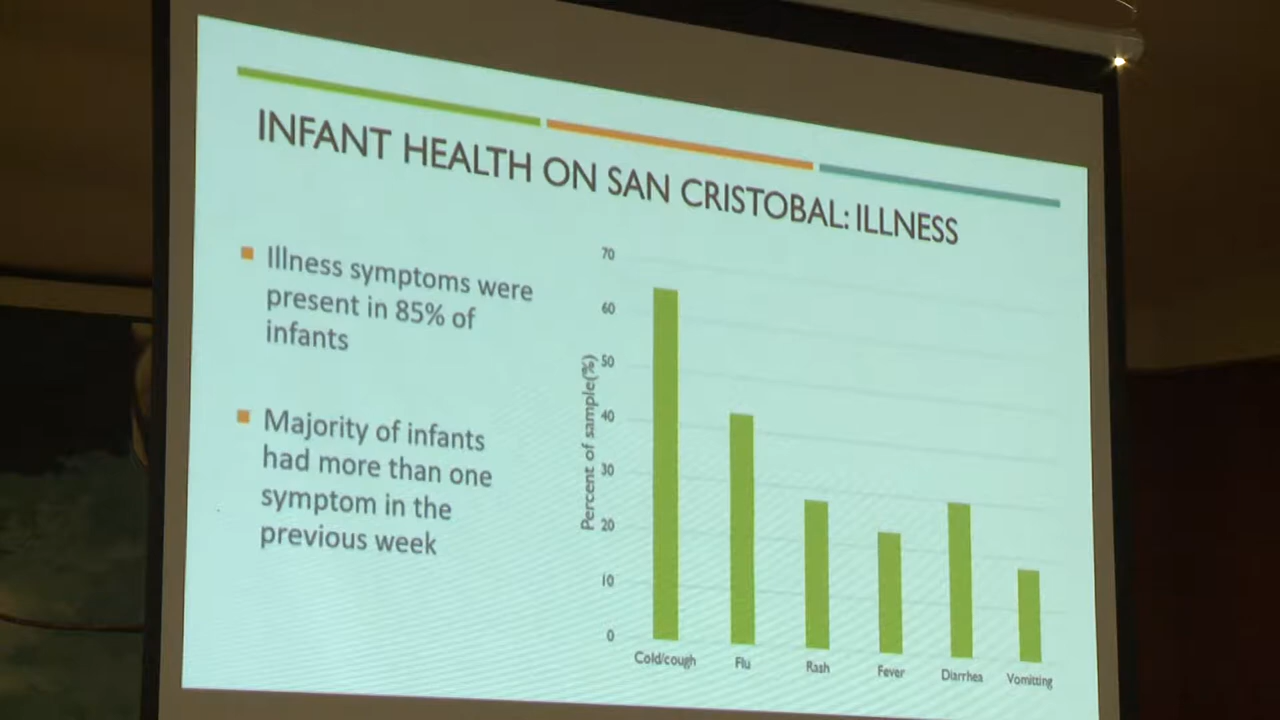 INFANT HEALTH ON SAN CRISTOBAL: ILLNESS
Illness symptoms were
present in 85% of
infants
Majority of infants
had more than one
symptom in the
previous week
Percent of sample(%)
70
60
50
40
30
20
10
0
Cold/cough
Flu
Rash
Fever
Diarrhea
Vomitting